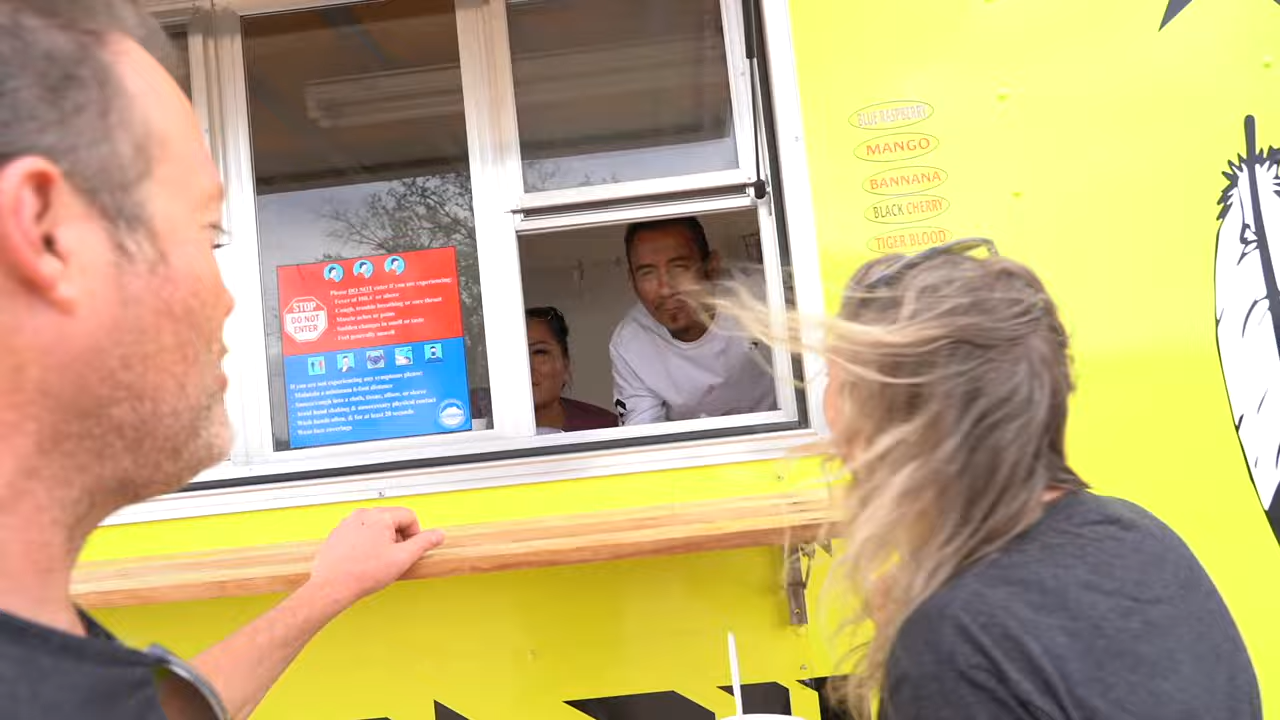 BLUE RASPBERRY
MANGO
BANNANA
BLACK CHERRY
TIGER BLOOD
STOP
DO NOT
ENTER
Please DO NOT enter if you are experiencing:
Fever of 100.4° or above
Cough, trouble breathing or sore throat
Muscle aches or pains
Sudden changes in smell or taste
Feel generally unwell
If you are not experiencing any symptoms please:
- Maintain a minimum 6-foot distance
- Sneeze/cough into a cloth, tissue, elbow, or sleeve
- Avoid hand shaking & unnecessary physical contact
- Wash hands often, & for at least 20 seconds
- Wear face coverings